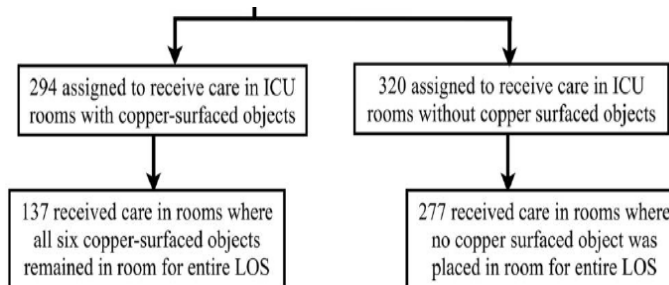 294 assigned to receive care in ICU
rooms with copper-surfaced objects
320 assigned to receive care in ICU
rooms without copper surfaced objects
137 received care in rooms where
all six copper-surfaced objects
remained in room for entire LOS
277 received care in rooms where
no copper surfaced object was
placed in room for entire LOS